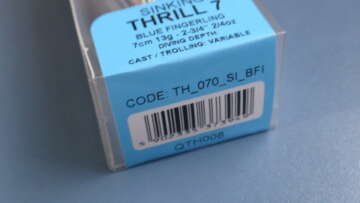 SINKING
THRILL 7
BLUE FINGERLING
7cm 13g - 2-3/4" 2/4oz
DIVING DEPTH
CAST / TROLLING: VARIABLE
CODE: TH_070_SI_BFI
QTH008